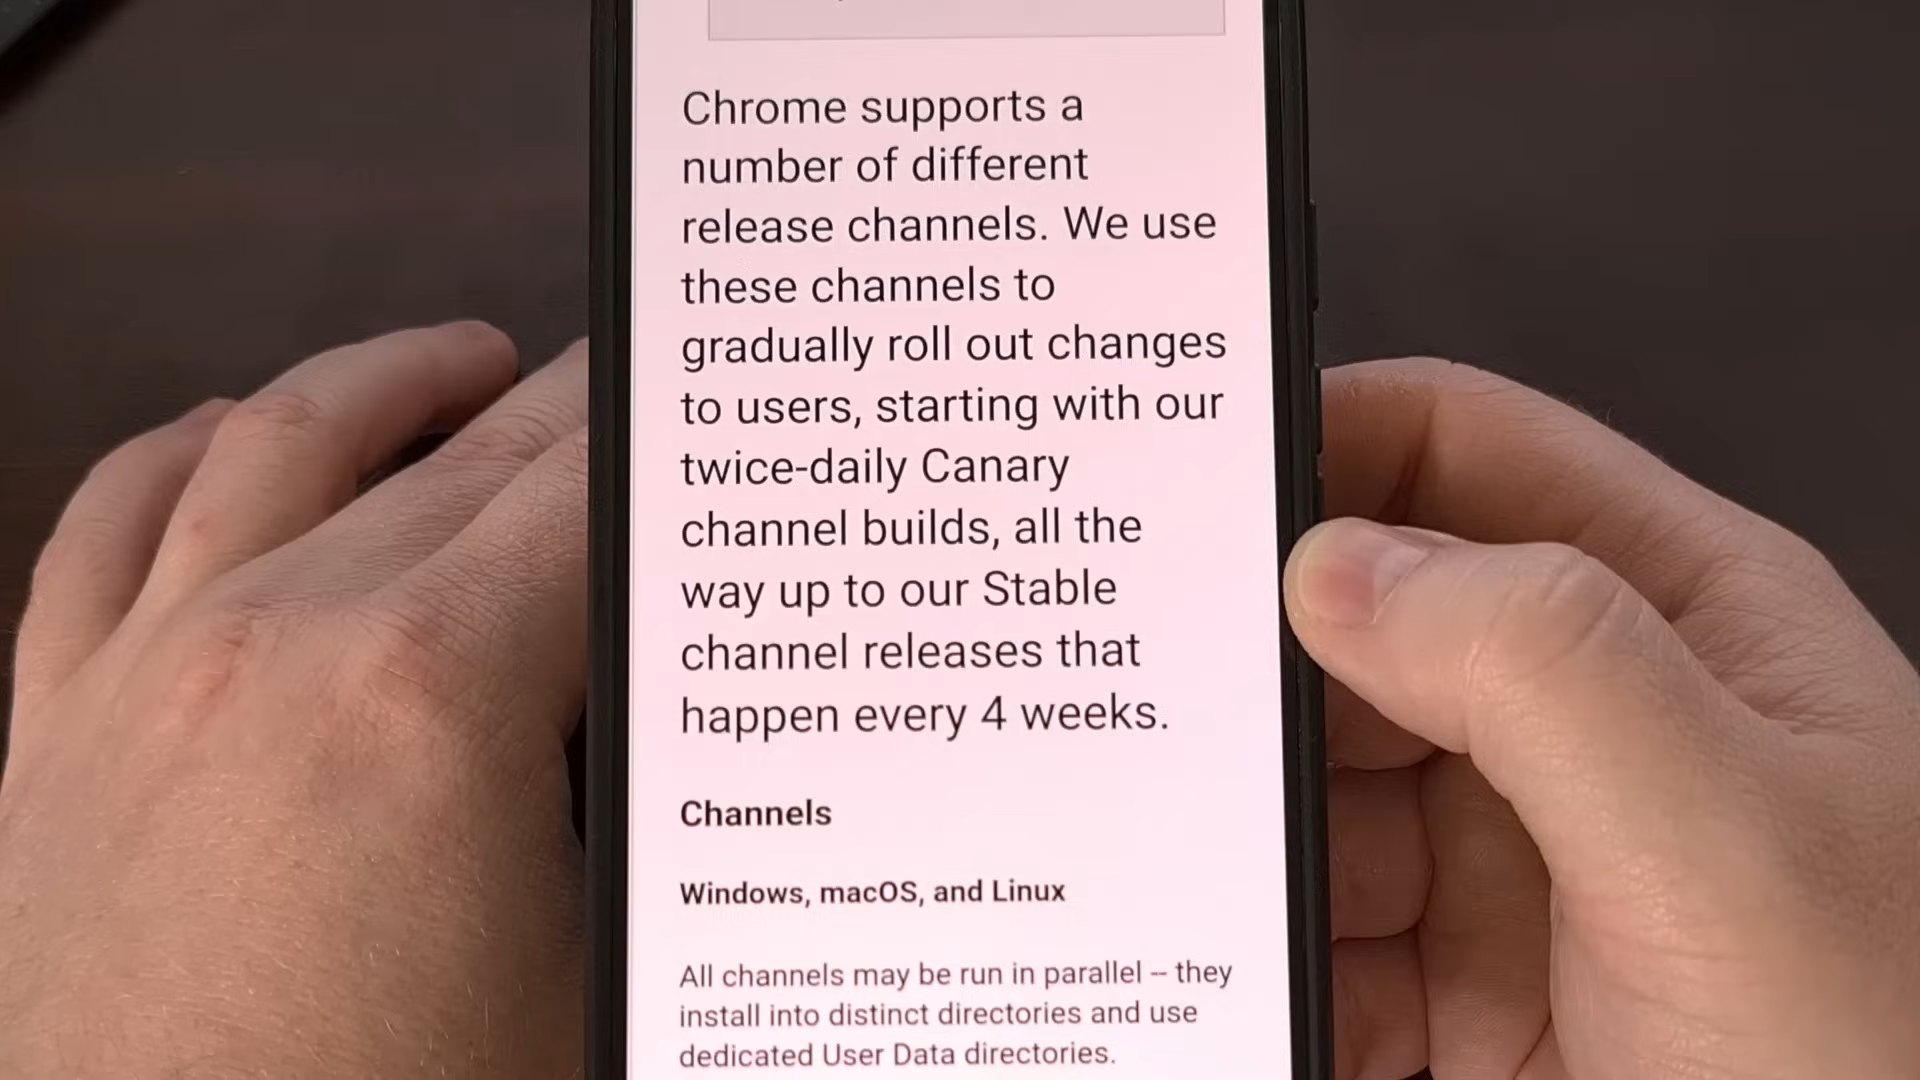 Chrome supports a
number of different
release channels. We use
these channels to
gradually roll out changes
to users, starting with our
twice-daily Canary
channel builds, all the
way up to our Stable
channel releases that
happen every 4 weeks.
Channels
Windows, macOS, and Linux
All channels may be run in parallel -- they
install into distinct directories and use
dedicated User Data directories.